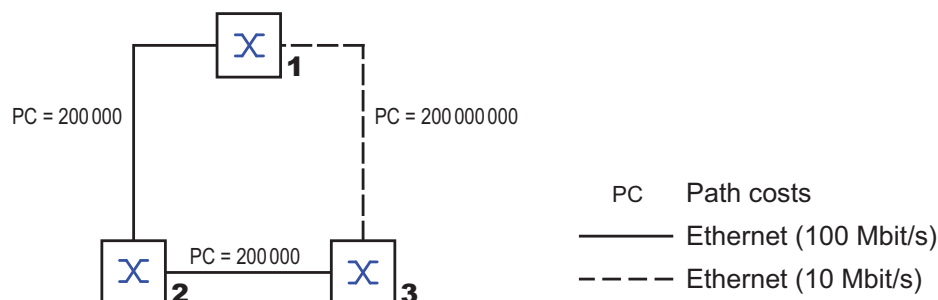 1
PC = 200 000
PC = 200 000 000
PC Path costs
Ethernet (100 Mbit/s)
PC = 200 000
Ethernet (10 Mbit/s)
2
3